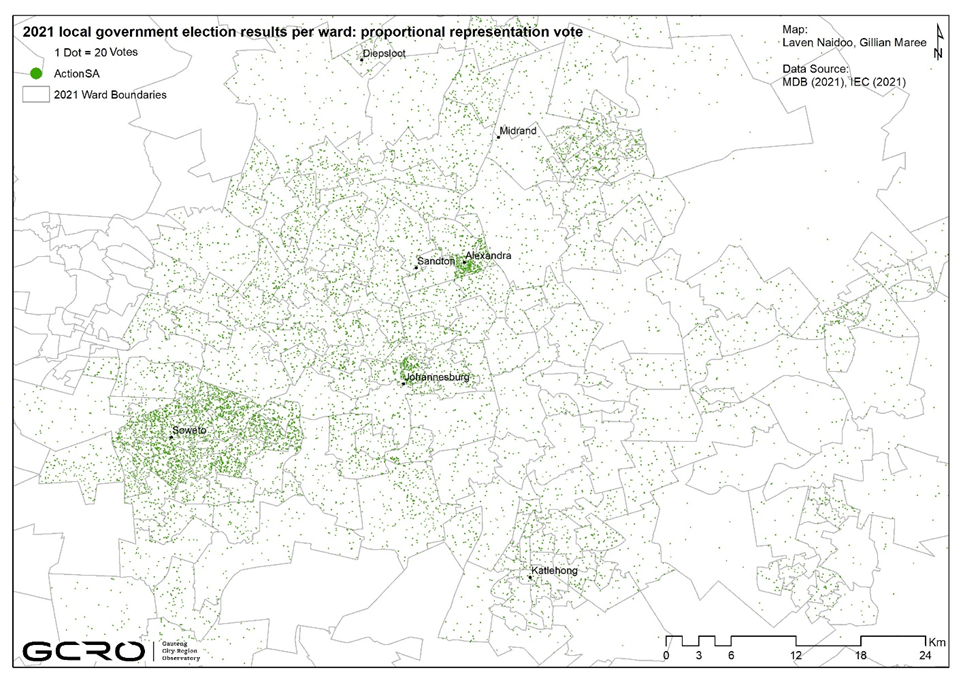 2021 local government election results per ward: proportional representation vote
1 Dot = 20 Votes
ActionSA
2021 Ward Boundaries
Map:
Laven Naidoo, Gillian Maree
Data Source:
MDB (2021), IEC (2021)
N
Diepsloot
Midrand
Sandton
Alexandra
Johannesburg
Soweto
Katlehong
GCRO
Gauteng
City Region
Observatory
Km
0 3 6 12 18 24